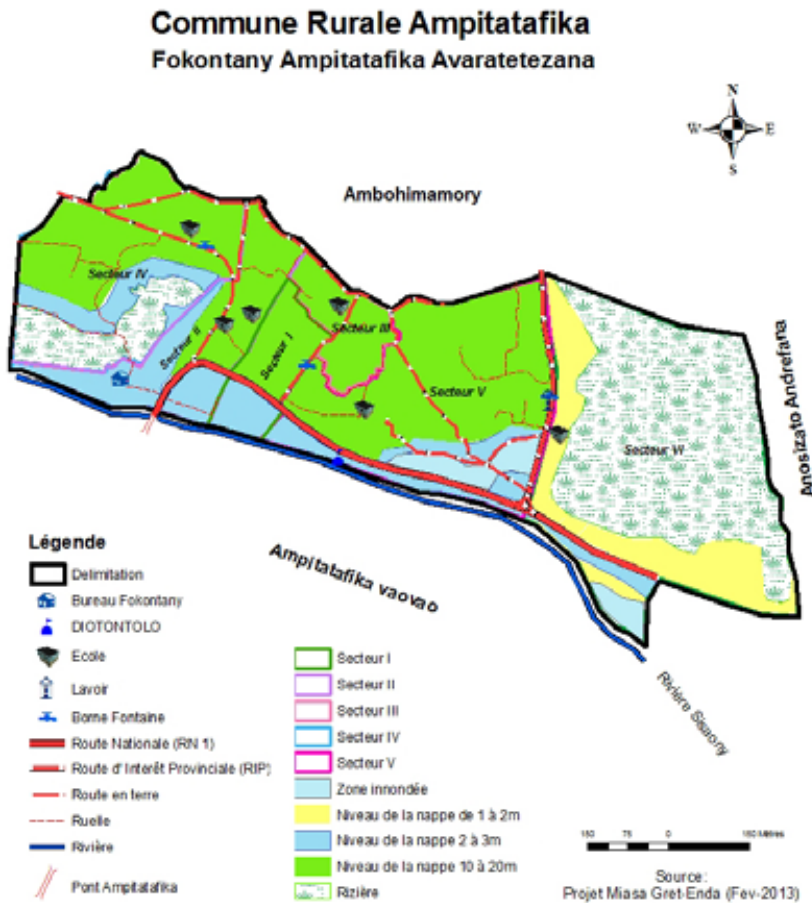 Commune Rurale Ampitatafika
Fokontany Ampitatafika Avaratetezana
N
W E
S
Ambohimamory
Secteur IV
Secteur II
Secteur I
Secteur III
Secteur V
Secteur VI
Anosizato Andrefana
Ampitatafika vaovao
Rivière Sisaony
Légende
Délimitation
Bureau Fokontany
DIOTONTOLO
Ecole
Lavoir
Borne Fontaine
Route Nationale (RN 1)
Route d' Interêt Provinciale (RIP)
Route en terre
Ruelle
Rivière
Pont Ampitatafika
Secteur I
Secteur II
Secteur III
Secteur IV
Secteur V
Zone innondée
Niveau de la nappe de 1 à 2m
Niveau de la nappe 2 à 3m
Niveau de la nappe 10 à 20m
Rizière
150 75 0 150 Mètres
Source:
Projet Miasa Gret-Enda (Fev-2013)